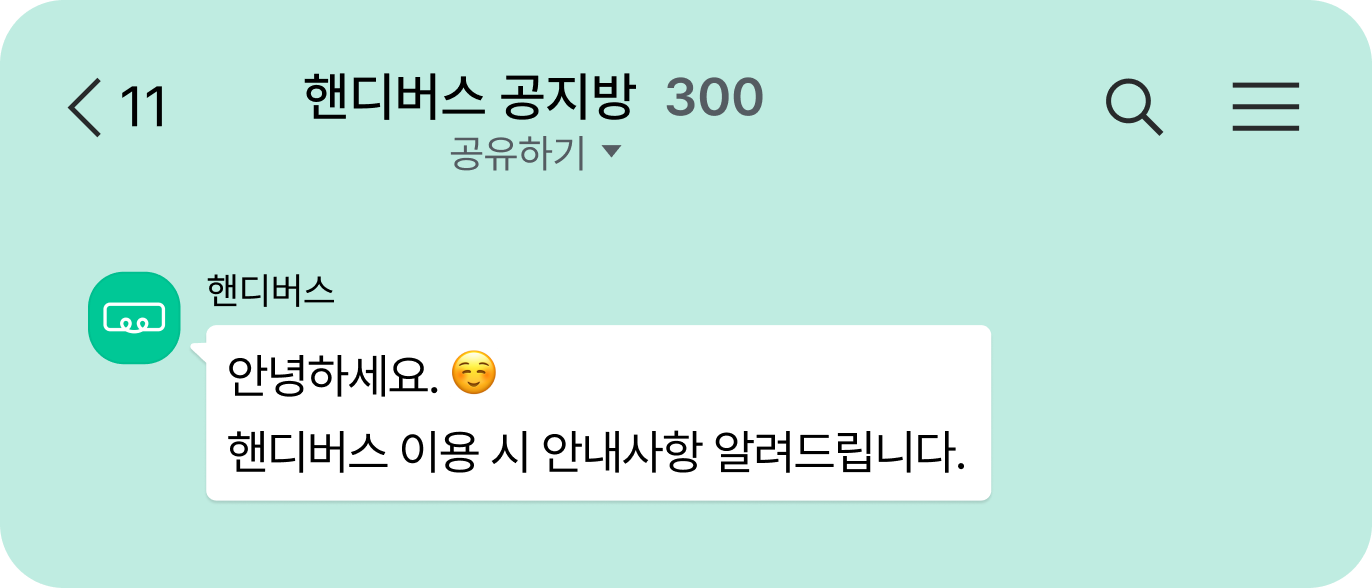 11 핸디버스 공지방 300
공유하기
핸디버스
안녕하세요. ☺️
핸디버스 이용 시 안내사항 알려드립니다.